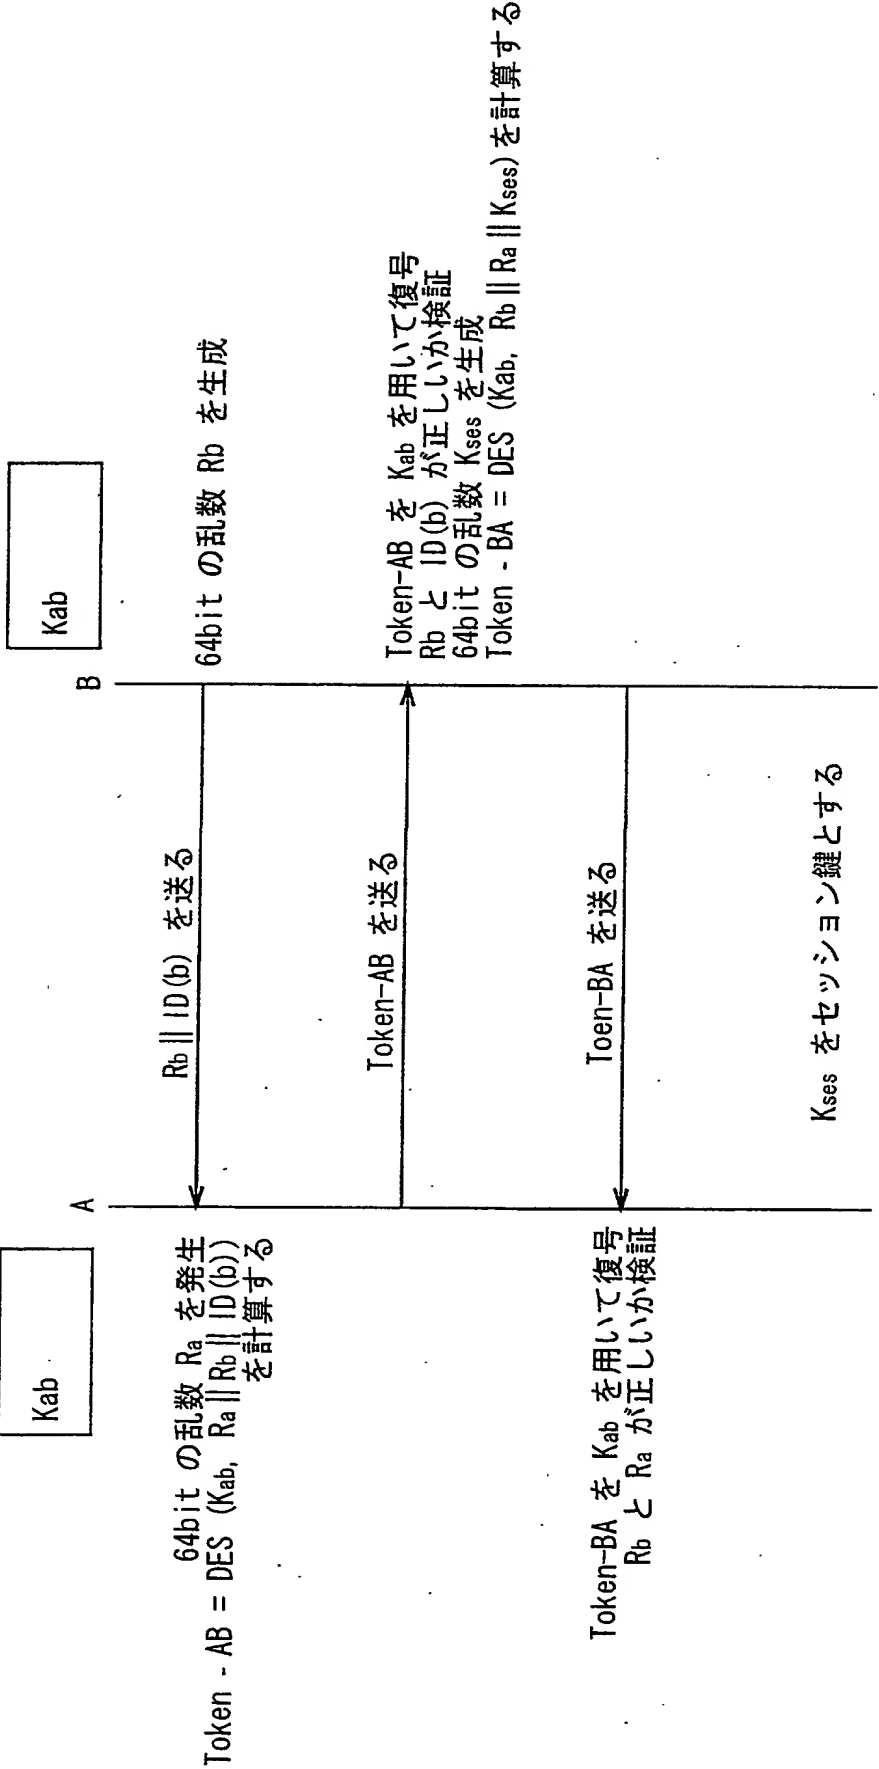 Kab
Kab
A
B
64bit の乱数 Rb を生成
Rb || ID(b) を送る
64bit の乱数 Ra を発生
Token - AB = DES (Kab, Ra || Rb || ID(b))
を計算する
Token-AB を送る
Token-AB を Kab を用いて復号
Rb と ID(b) が正しいか検証
64bit の乱数 Kses を生成
Token - BA = DES (Kab, Rb || Ra || Kses) を計算する
Toen-BA を送る
Token-BA を Kab を用いて復号
Rb と Ra が正しいか検証
Kses をセッション鍵とする